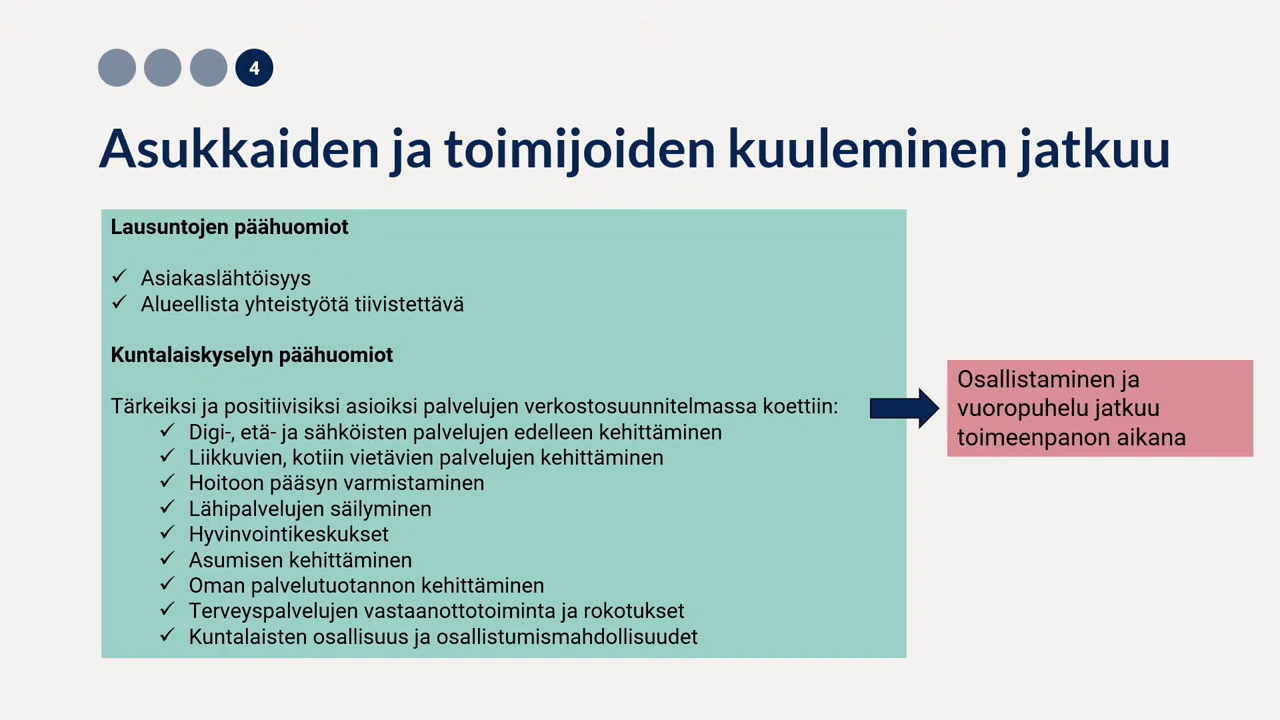 4
Asukkaiden ja toimijoiden kuuleminen jatkuu
Lausuntojen päähuomiot
✓ Asiakaslähtöisyys
✓ Alueellista yhteistyötä tiivistettävä
Kuntalaiskyselyn päähuomiot
Tärkeiksi ja positiivisiksi asioiksi palvelujen verkostosuunnitelmassa koettiin:
✓ Digi-, etä- ja sähköisten palvelujen edelleen kehittäminen
✓ Liikkuvien, kotiin vietävien palvelujen kehittäminen
✓ Hoitoon pääsyn varmistaminen
✓ Lähipalvelujen säilyminen
✓ Hyvinvointikeskukset
✓ Asumisen kehittäminen
✓ Oman palvelutuotannon kehittäminen
✓ Terveyspalvelujen vastaanottotoiminta ja rokotukset
✓ Kuntalaisten osallisuus ja osallistumismahdollisuudet
Osallistaminen ja
vuoropuhelu jatkuu
toimeenpanon aikana